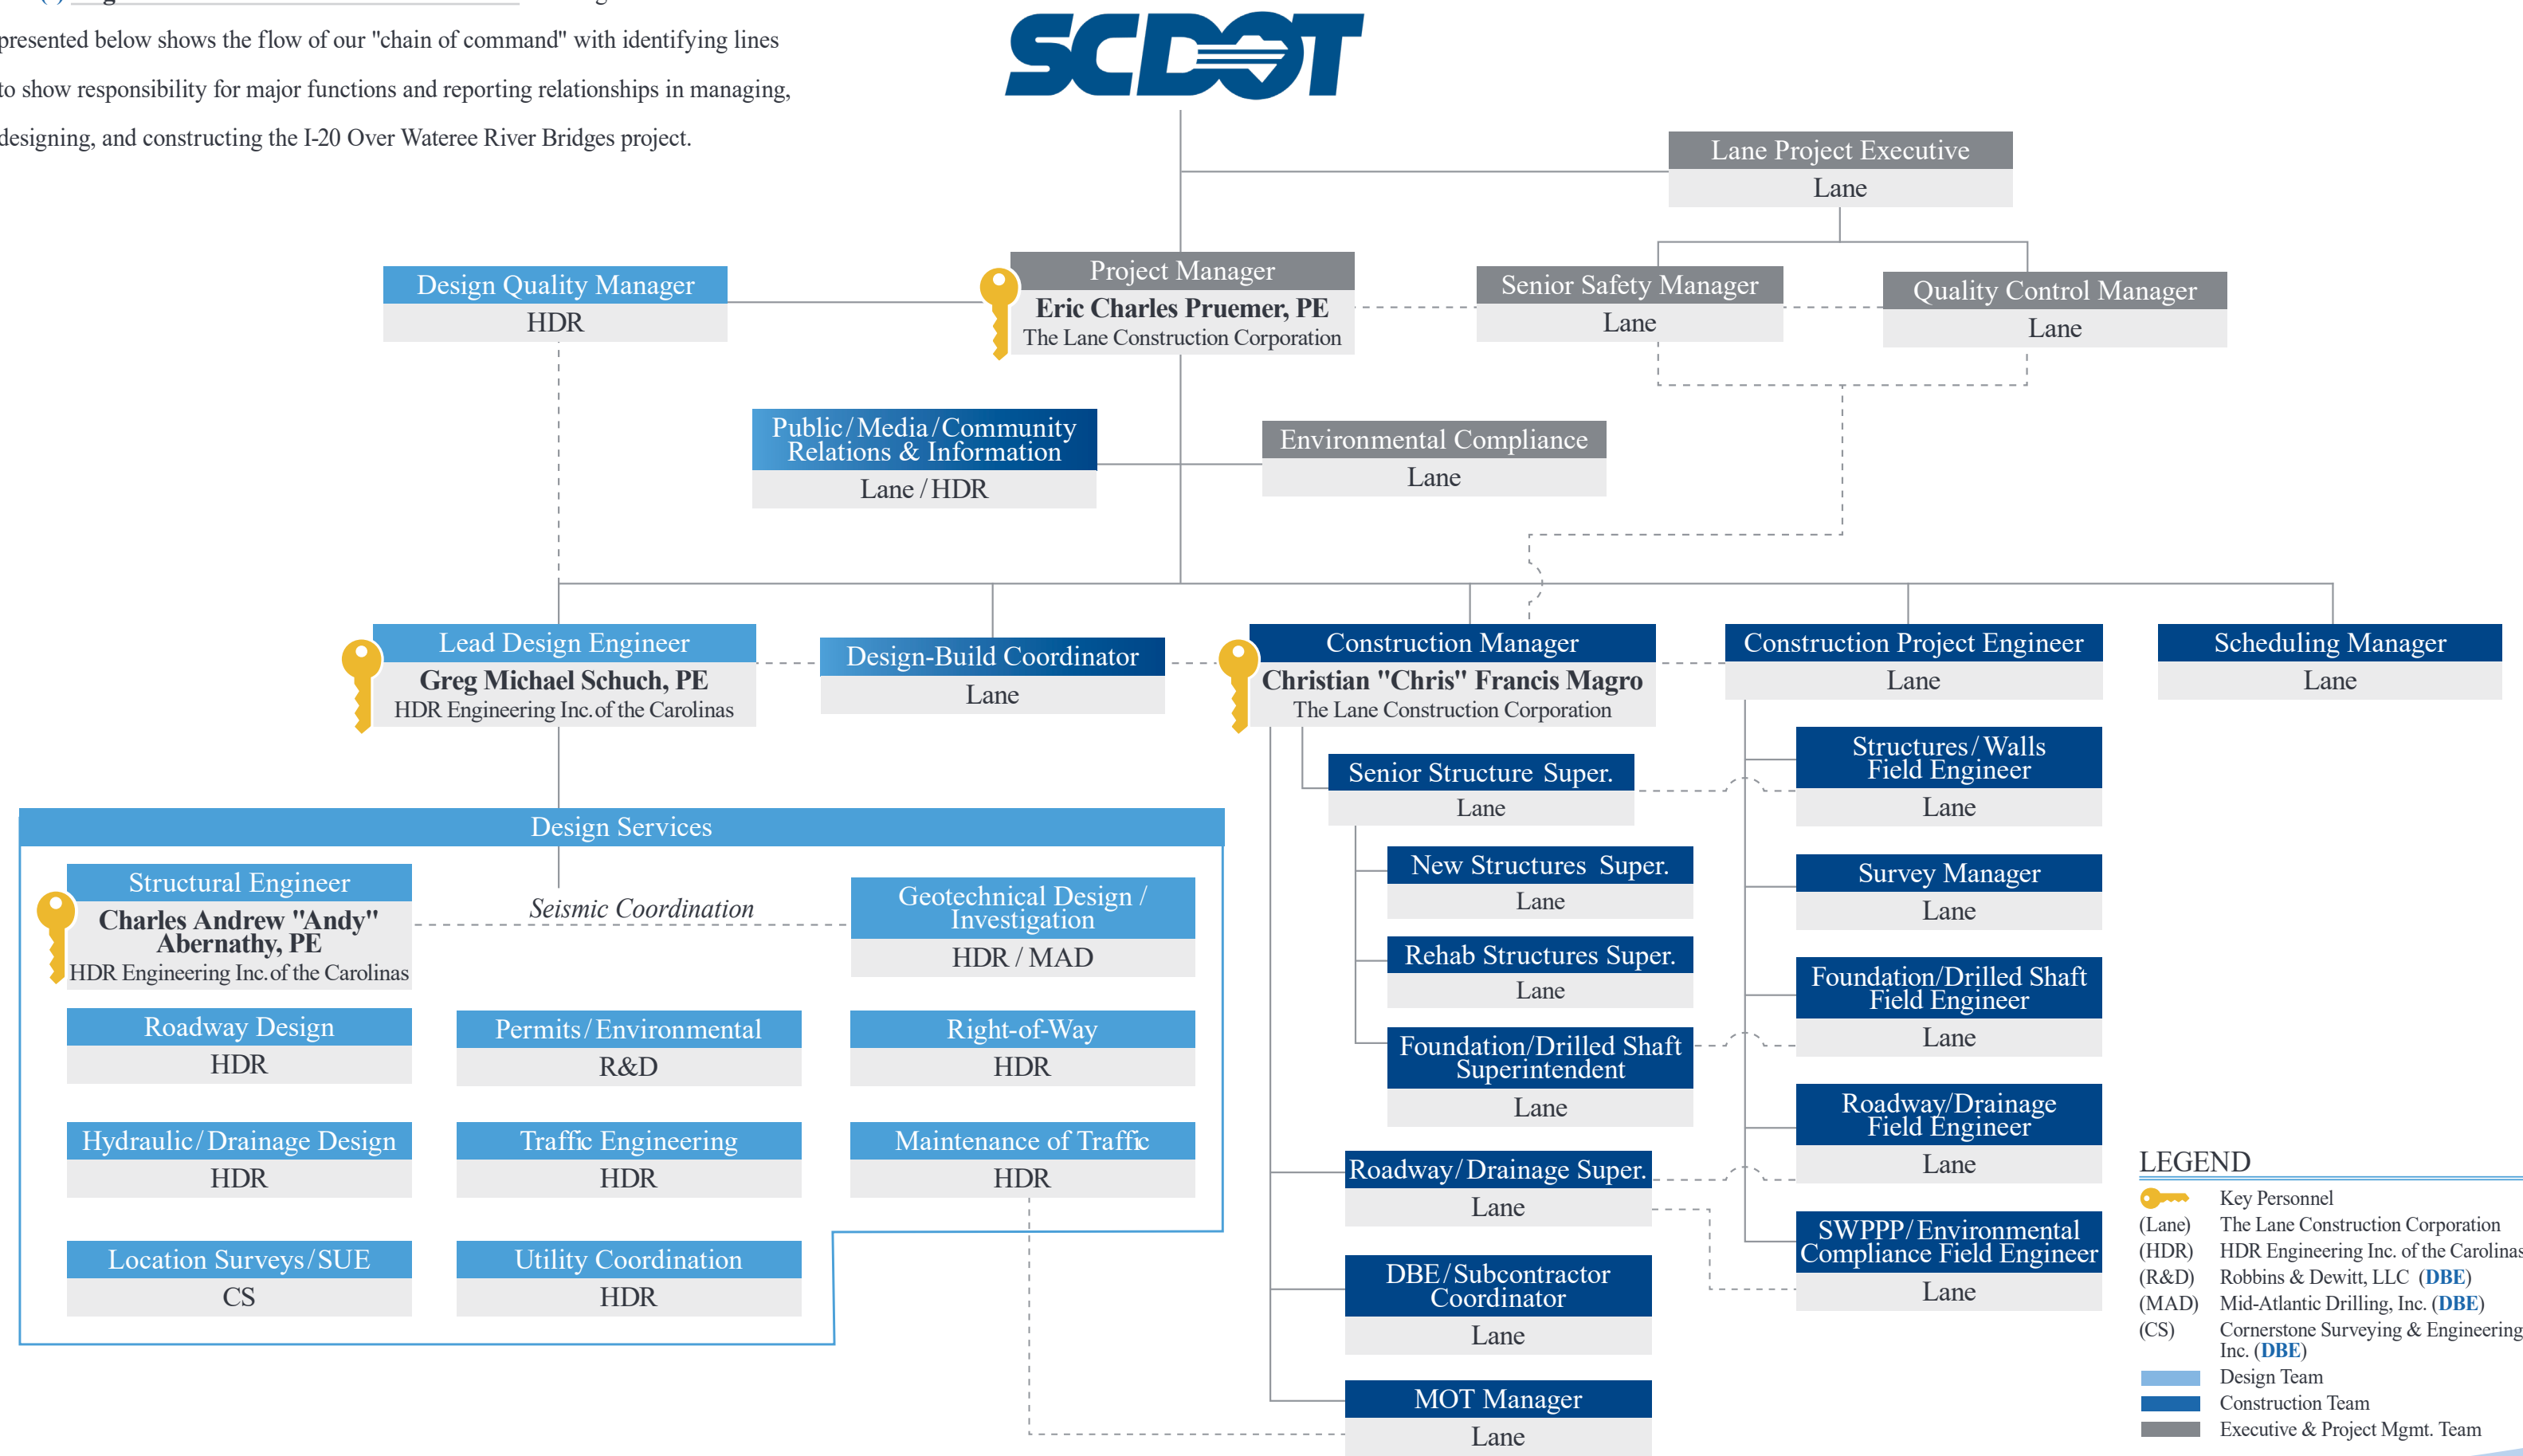 presented below shows the flow of our "chain of command" with identifying lines
to show responsibility for major functions and reporting relationships in managing,
designing, and constructing the I-20 Over Wateree River Bridges project.
SCDOT
Lane Project Executive
Lane
Design Quality Manager
HDR
Project Manager
Eric Charles Pruemer, PE
The Lane Construction Corporation
Senior Safety Manager
Lane
Quality Control Manager
Lane
Public/Media/Community
Relations & Information
Lane/HDR
Environmental Compliance
Lane
Lead Design Engineer
Greg Michael Schuch, PE
HDR Engineering Inc. of the Carolinas
Design-Build Coordinator
Lane
Construction Manager
Christian "Chris" Francis Magro
The Lane Construction Corporation
Construction Project Engineer
Lane
Scheduling Manager
Lane
Design Services
Structural Engineer
Charles Andrew "Andy"
Abernathy, PE
HDR Engineering Inc. of the Carolinas
Seismic Coordination
Geotechnical Design /
Investigation
HDR / MAD
Roadway Design
HDR
Permits/Environmental
R&D
Right-of-Way
HDR
Hydraulic/Drainage Design
HDR
Traffic Engineering
HDR
Maintenance of Traffic
HDR
Location Surveys/SUE
CS
Utility Coordination
HDR
Senior Structure Super.
Lane
New Structures Super.
Lane
Rehab Structures Super.
Lane
Foundation/Drilled Shaft
Superintendent
Lane
Roadway/Drainage Super.
Lane
DBE/Subcontractor
Coordinator
Lane
MOT Manager
Lane
Structures/Walls
Field Engineer
Lane
Survey Manager
Lane
Foundation/Drilled Shaft
Field Engineer
Lane
Roadway/Drainage
Field Engineer
Lane
SWPPP/Environmental
Compliance Field Engineer
Lane
LEGEND
Key Personnel
(Lane) The Lane Construction Corporation
(HDR) HDR Engineering Inc. of the Carolinas
(R&D) Robbins & Dewitt, LLC (DBE)
(MAD) Mid-Atlantic Drilling, Inc. (DBE)
(CS) Cornerstone Surveying & Engineering
Inc. (DBE)
Design Team
Construction Team
Executive & Project Mgmt. Team